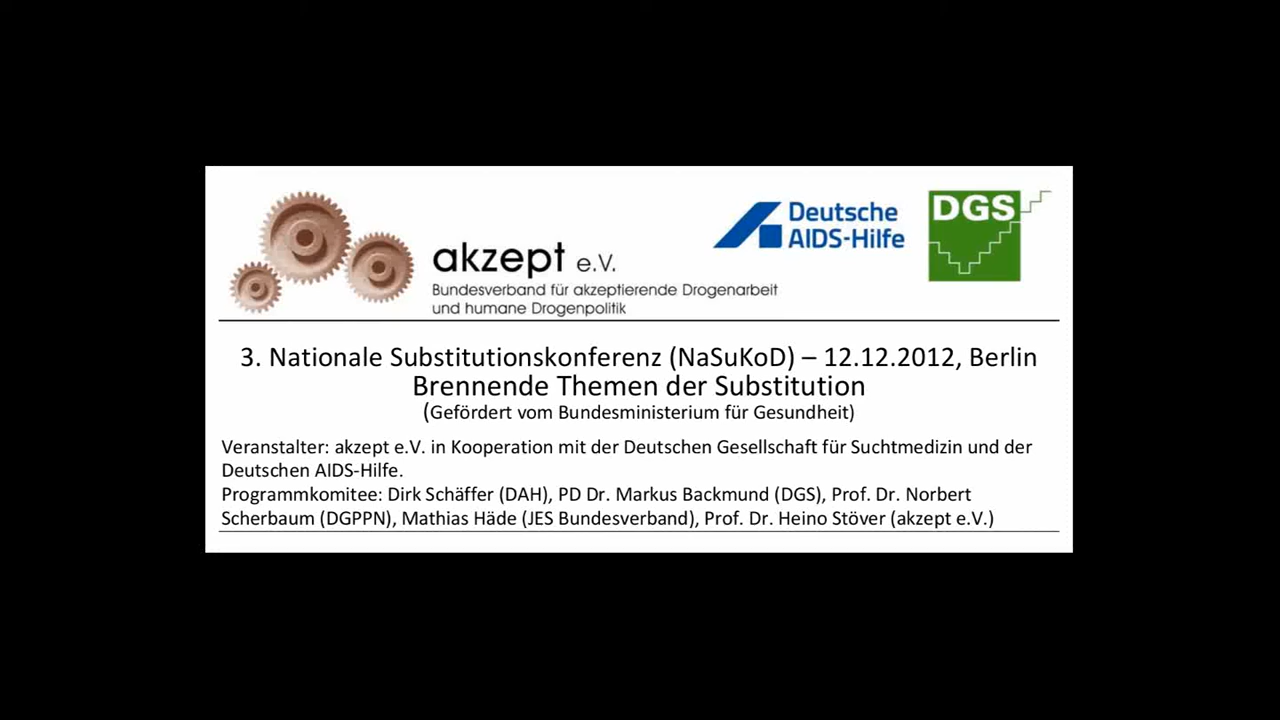 akzept e.V.
Bundesverband für akzeptierende Drogenarbeit
und humane Drogenpolitik
Deutsche
AIDS-Hilfe
DGS
3. Nationale Substitutionskonferenz (NaSuKoD) – 12.12.2012, Berlin
Brennende Themen der Substitution
(Gefördert vom Bundesministerium für Gesundheit)
Veranstalter: akzept e.V. in Kooperation mit der Deutschen Gesellschaft für Suchtmedizin und der
Deutschen AIDS-Hilfe.
Programmkomitee: Dirk Schäffer (DAH), PD Dr. Markus Backmund (DGS), Prof. Dr. Norbert
Scherbaum (DGPPN), Mathias Häde (JES Bundesverband), Prof. Dr. Heino Stöver (akzept e.V.)